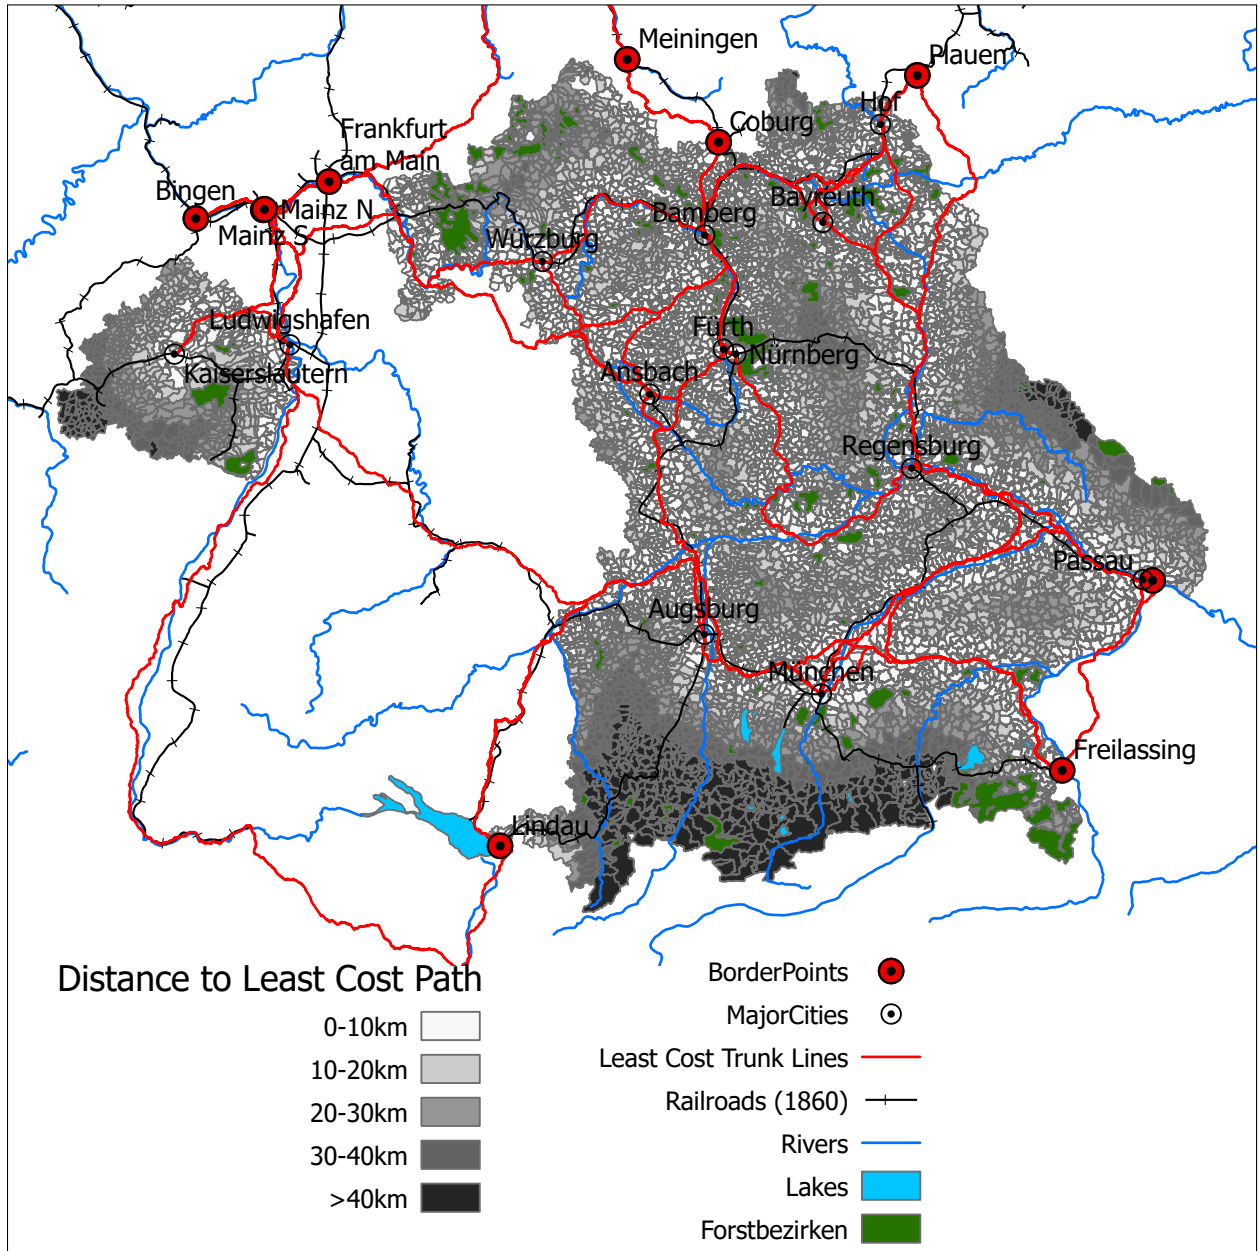 Meiningen
Plauen
Hof
Coburg
Frankfurt
am Main
Bingen
Mainz N
Mainz S
Bayreuth
Bamberg
Würzburg
Ludwigshafen
Kaiserslautern
Fürth
Nürnberg
Ansbach
Regensburg
Passau
Augsburg
München
Freilassing
Lindau
Distance to Least Cost Path
0-10km
10-20km
20-30km
30-40km
>40km
BorderPoints
MajorCities
Least Cost Trunk Lines
Railroads (1860)
Rivers
Lakes
Forstbezirken